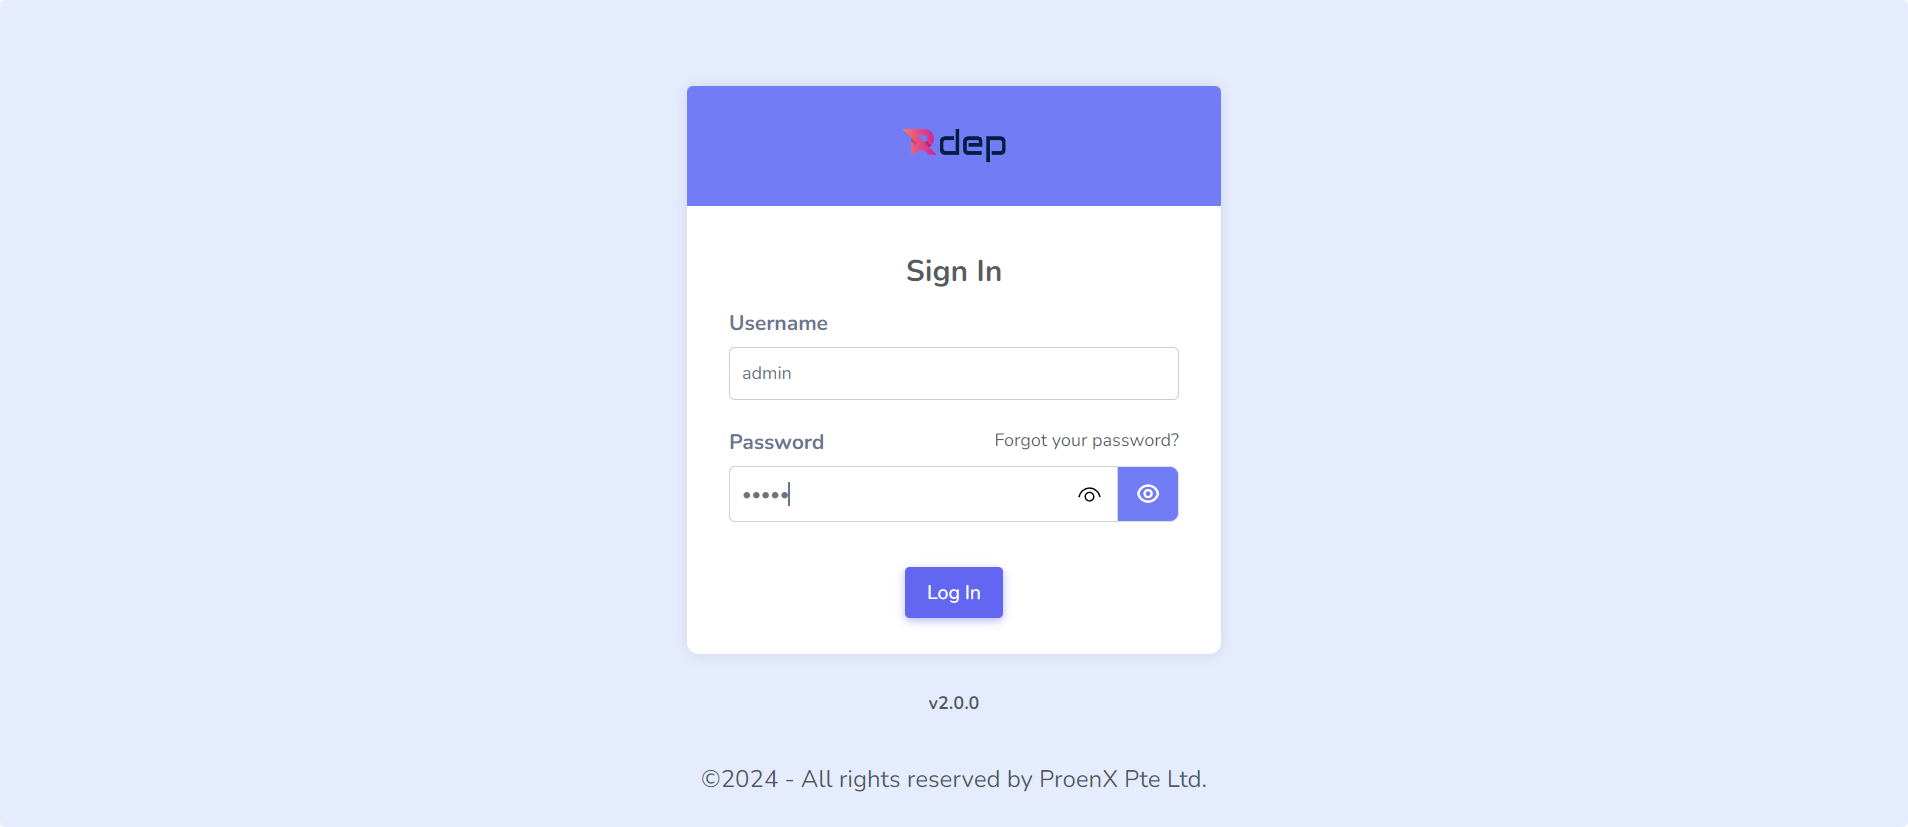 Rdep
Sign In
Username
admin
Password
Forgot your password?
•••••
Log In
v2.0.0
©2024 - All rights reserved by ProenX Pte Ltd.